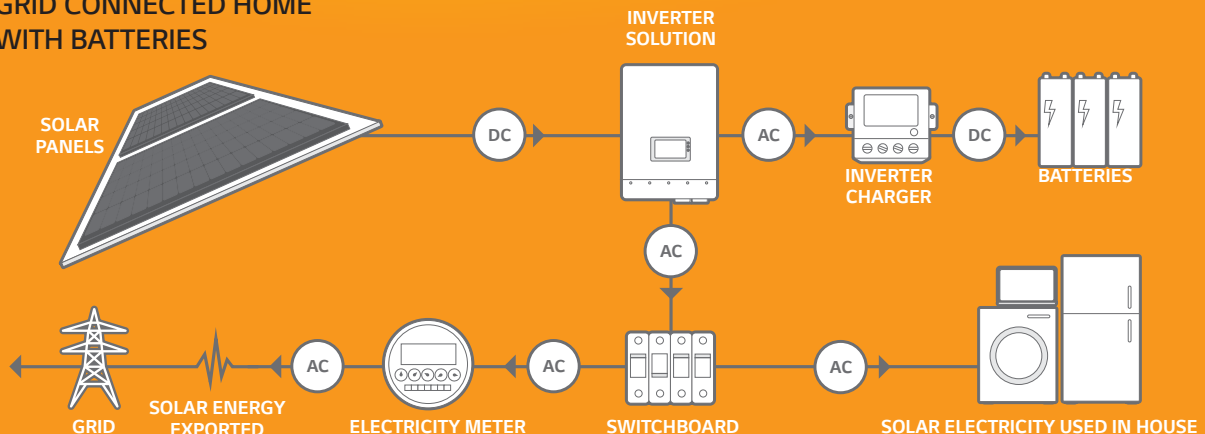 GRID CONNECTED HOME
WITH BATTERIES
INVERTER
SOLUTION
SOLAR
PANELS
DC
AC
DC
INVERTER
CHARGER
BATTERIES
AC
AC
AC
AC
GRID
SOLAR ENERGY
EXPORTED
ELECTRICITY METER
SWITCHBOARD
SOLAR ELECTRICITY USED IN HOUSE